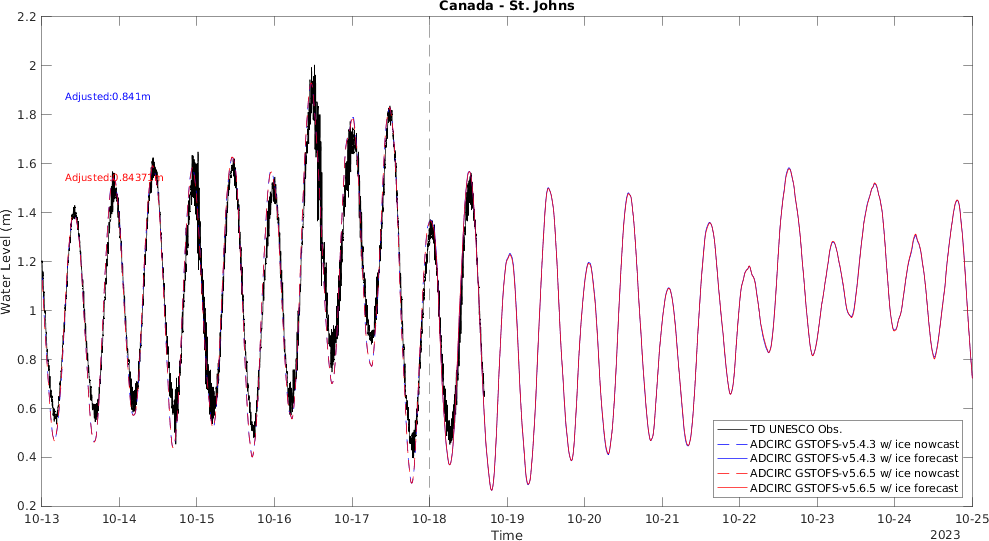 Canada - St. Johns
2.2
2
1.8
1.6
1.4
1.2
1
0.8
0.6
0.4
0.2
Water Level (m)
Adjusted:0.841m
Adjusted:0.84371m
TD UNESCO Obs.
ADCIRC GSTOFS-v5.4.3 w/ ice nowcast
ADCIRC GSTOFS-v5.4.3 w/ ice forecast
ADCIRC GSTOFS-v5.6.5 w/ ice nowcast
ADCIRC GSTOFS-v5.6.5 w/ ice forecast
10-13 10-14 10-15 10-16 10-17 10-18 10-19 10-20 10-21 10-22 10-23 10-24 10-25
Time
2023